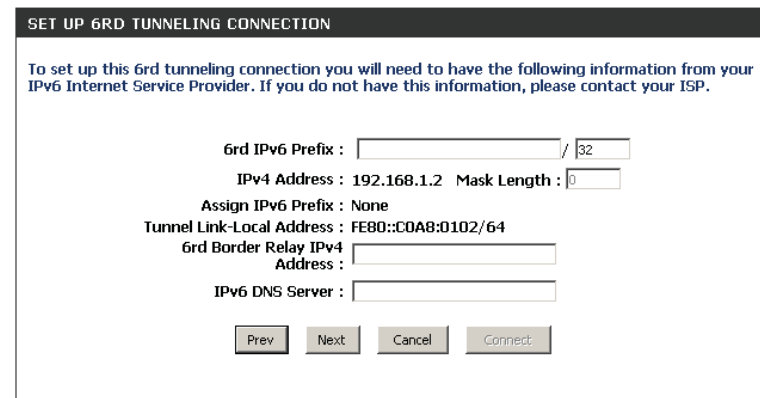 SET UP 6RD TUNNELING CONNECTION
To set up this 6rd tunneling connection you will need to have the following information from your
IPv6 Internet Service Provider. If you do not have this information, please contact your ISP.
6rd IPv6 Prefix : / 32
IPv4 Address : 192.168.1.2 Mask Length : 0
Assign IPv6 Prefix : None
Tunnel Link-Local Address : FE80::C0A8:0102/64
6rd Border Relay IPv4
Address :
IPv6 DNS Server :
Prev Next Cancel Connect